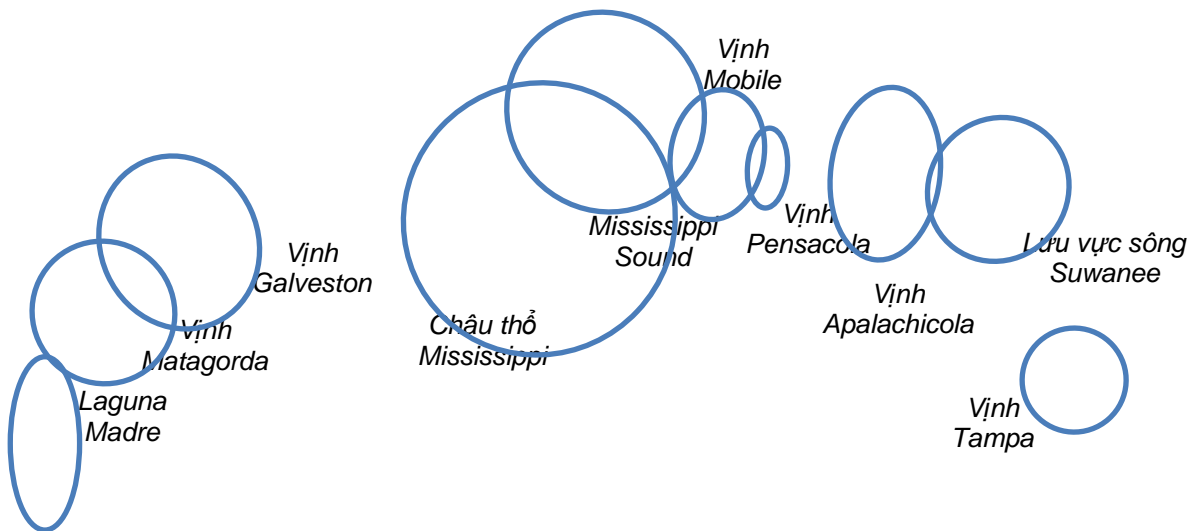 Vịnh
Mobile
Mississippi
Sound
Vịnh
Pensacola
Lưu vực sông
Suwanee
Vịnh
Galveston
Vịnh
Apalachicola
Châu thổ
Mississippi
Vịnh
Matagorda
Laguna
Madre
Vịnh
Tampa